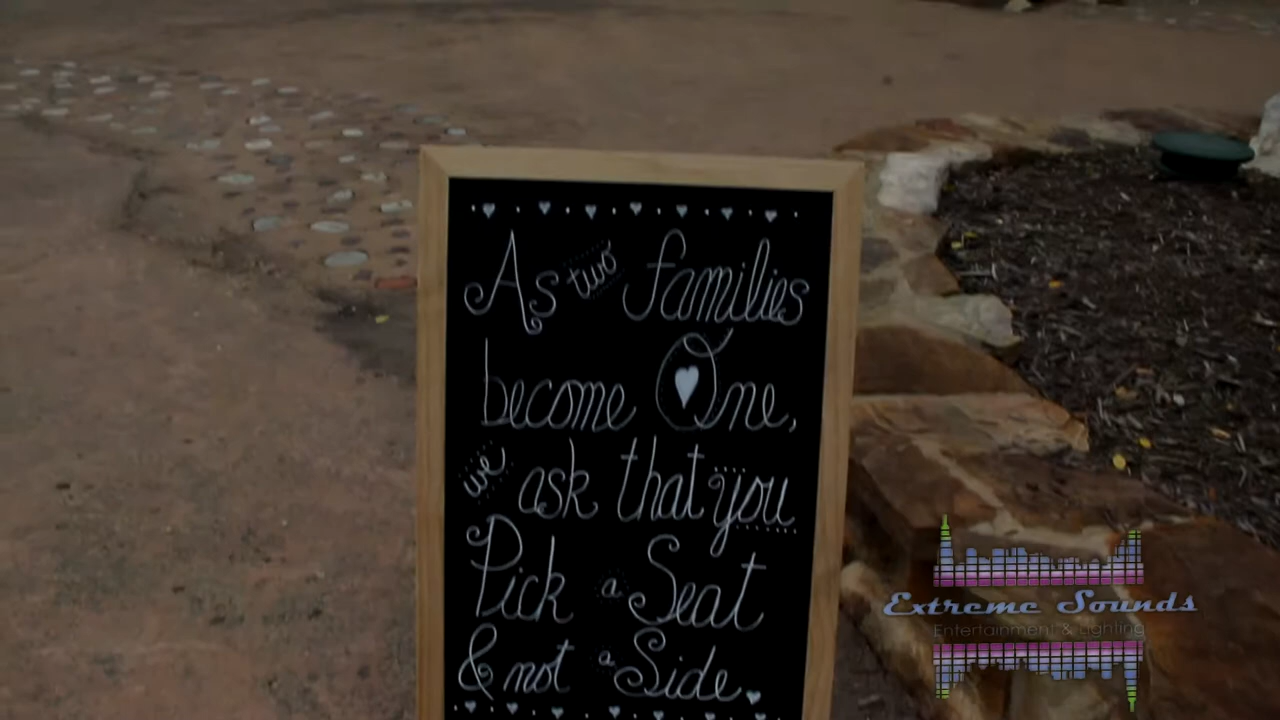 As two families
become One,
we ask that you
Pick a Seat
& not a Side.
Extreme Sounds
Entertainment & Lighting